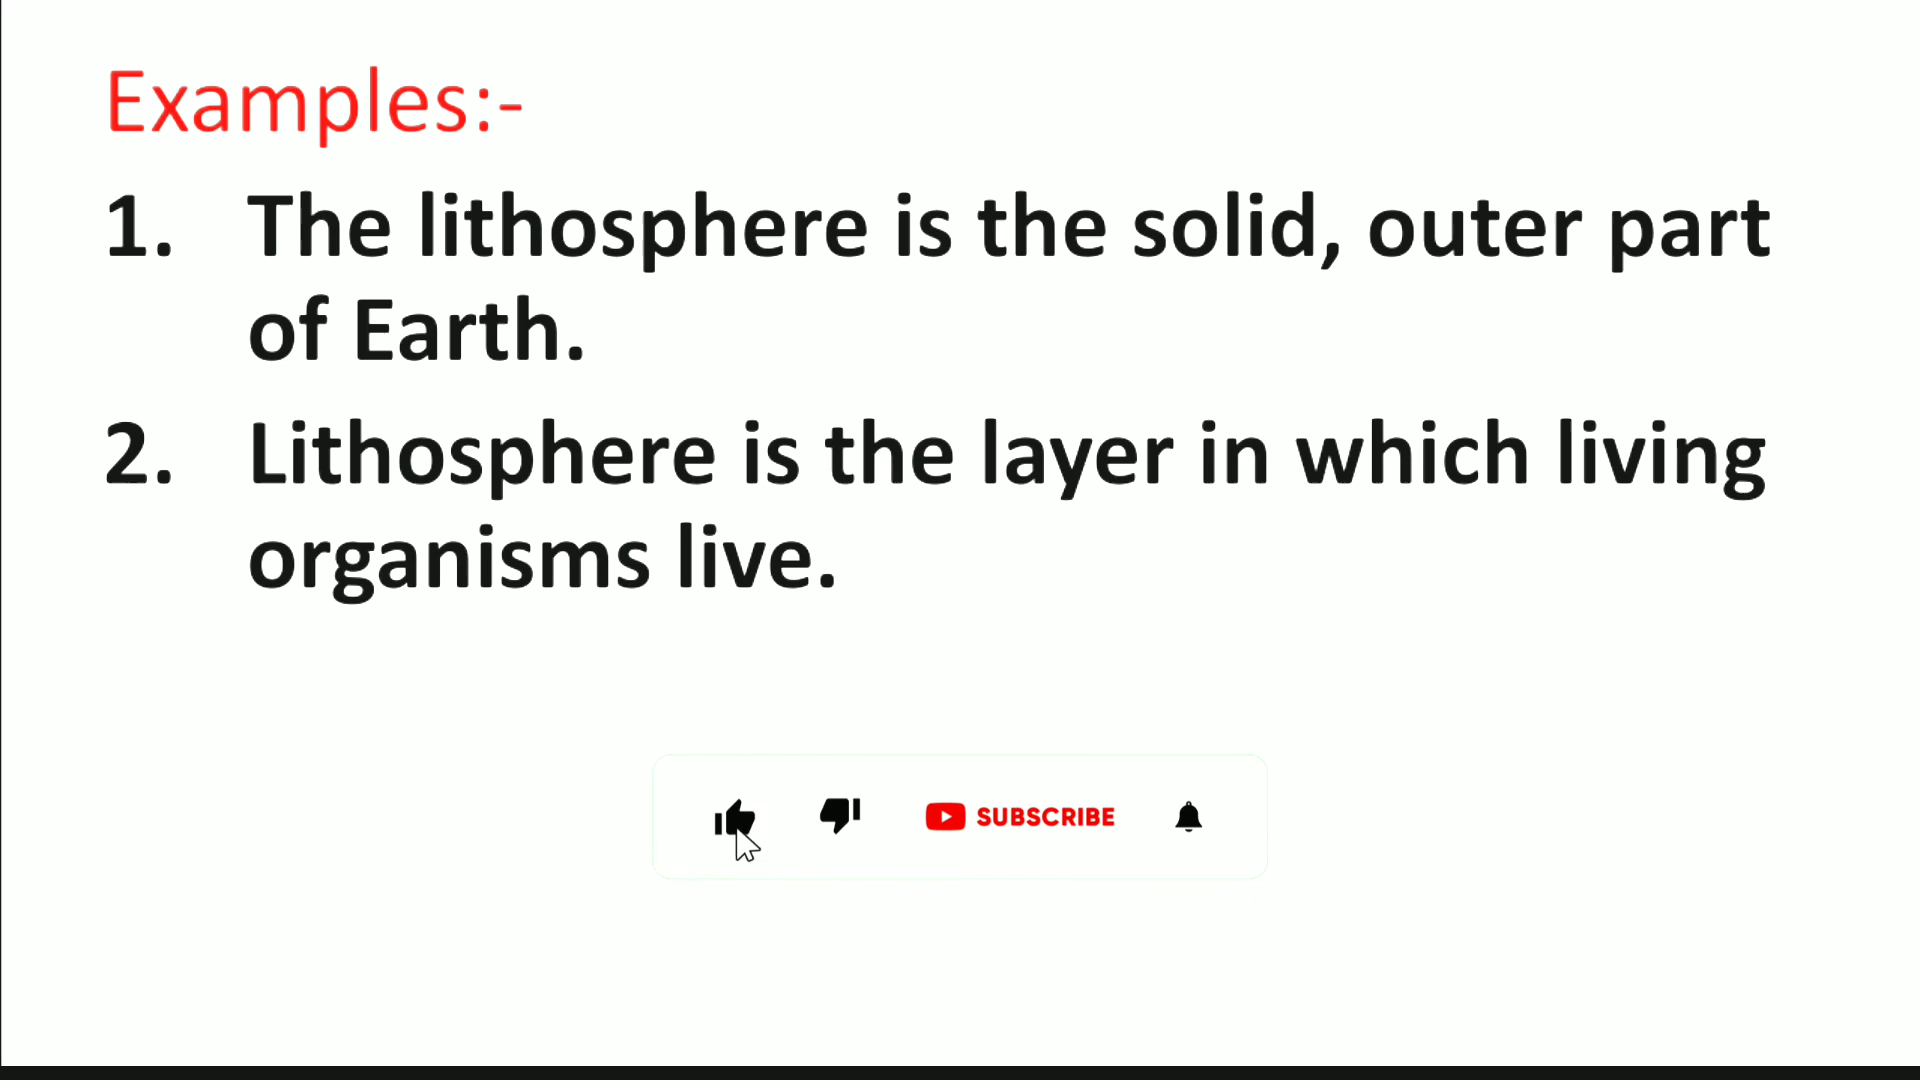 Examples:-
1. The lithosphere is the solid, outer part
of Earth.
2. Lithosphere is the layer in which living
organisms live.
SUBSCRIBE